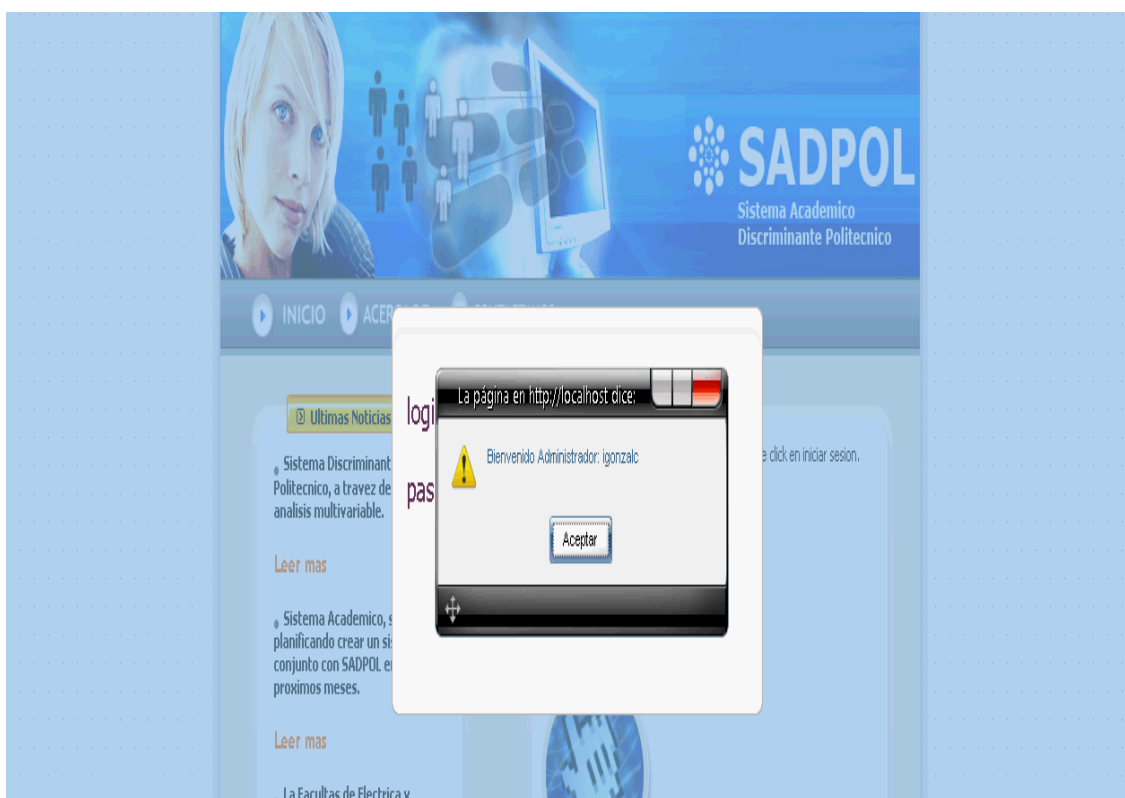 SADPOL
Sistema Academico
Discriminante Politecnico
INICIO
La página en http://localhost dice:
Bienvenido Administrador: igonzalc
Aceptar
Ultimas Noticias
Sistema
Politecnico, a travez de
analisis multivariable.
Leer mas
Sistema Academico,
planificando crear un
conjunto con SADPOL
proximos meses.
Leer mas
La Facultas de Electrica y
click en iniciar sesion.